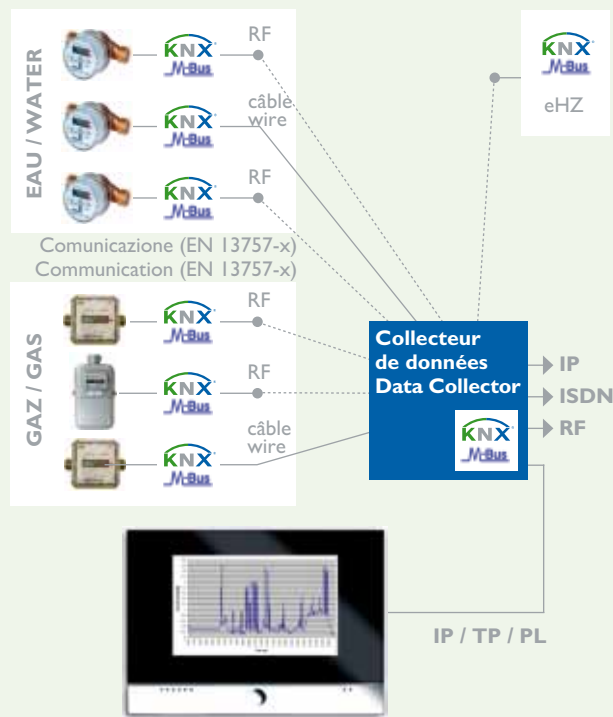 EAU / WATER
KNX
M-Bus
RF
KNX
M-Bus
câble
wire
KNX
M-Bus
RF
KNX
M-Bus
eHZ
Comunicazione (EN 13757-x)
Communication (EN 13757-x)
GAZ / GAS
KNX
M-Bus
RF
KNX
M-Bus
RF
KNX
M-Bus
câble
wire
Collecteur
de données
Data Collector
KNX
M-Bus
IP
ISDN
RF
IP / TP / PL